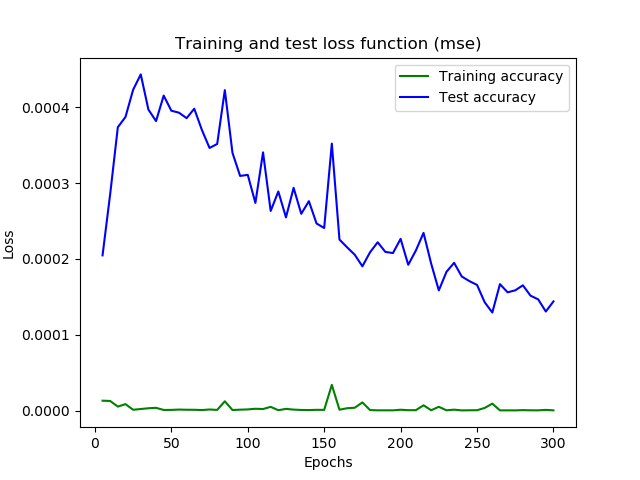 Training and test loss function (mse)
Training accuracy
Test accuracy
0.0004
0.0003
0.0002
0.0001
0.0000
Loss
0 50 100 150 200 250 300
Epochs